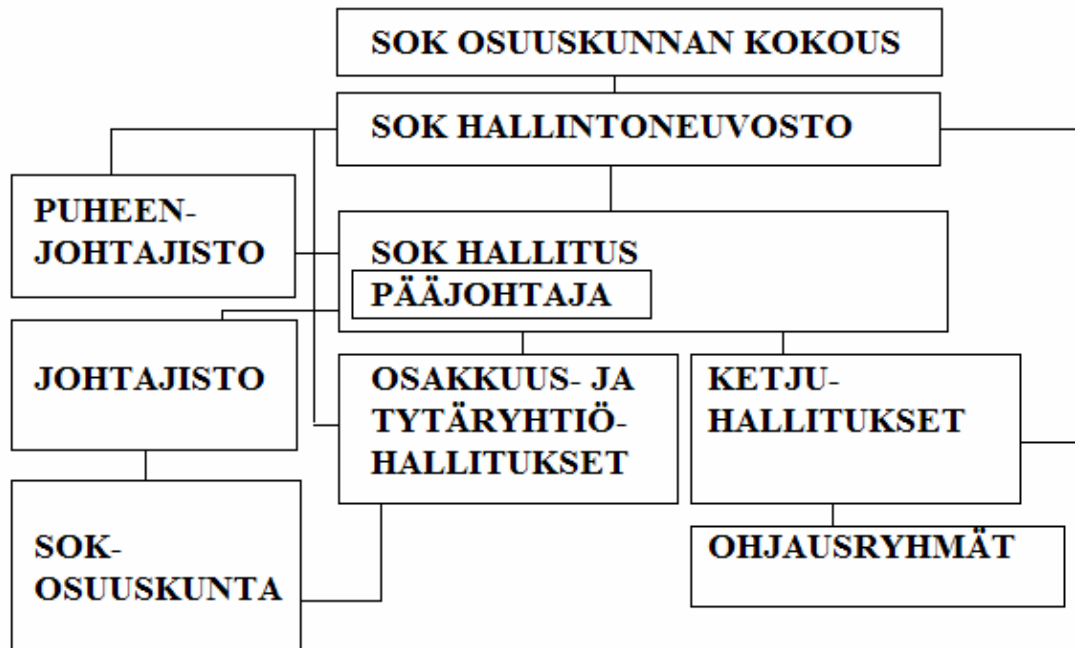 SOK OSUUSKUNNAN KOKOUS
SOK HALLINTONEUVOSTO
PUHEEN-
JOHTAJISTO
SOK HALLITUS
PÄÄJOHTAJA
JOHTAJISTO
OSAKKUUS- JA
TYTÄRYHTIÖ-
HALLITUKSET
KETJU-
HALLITUKSET
SOK-
OSUUSKUNTA
OHJAUSRYHMÄT